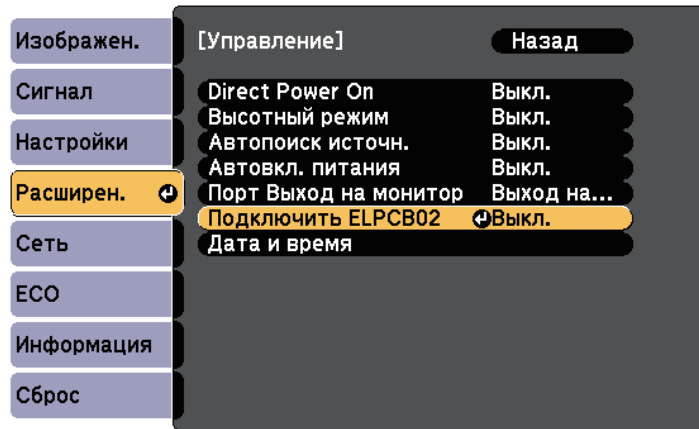 Изображен.
Сигнал
Настройки
Расширен.
Сеть
ECO
Информация
Сброс
[Управление] Назад
Direct Power On Выкл.
Высотный режим Выкл.
Автопоиск источн. Выкл.
Автовкл. питания Выкл.
Порт Выход на монитор Выход на...
Подключить ELPCB02 Выкл.
Дата и время